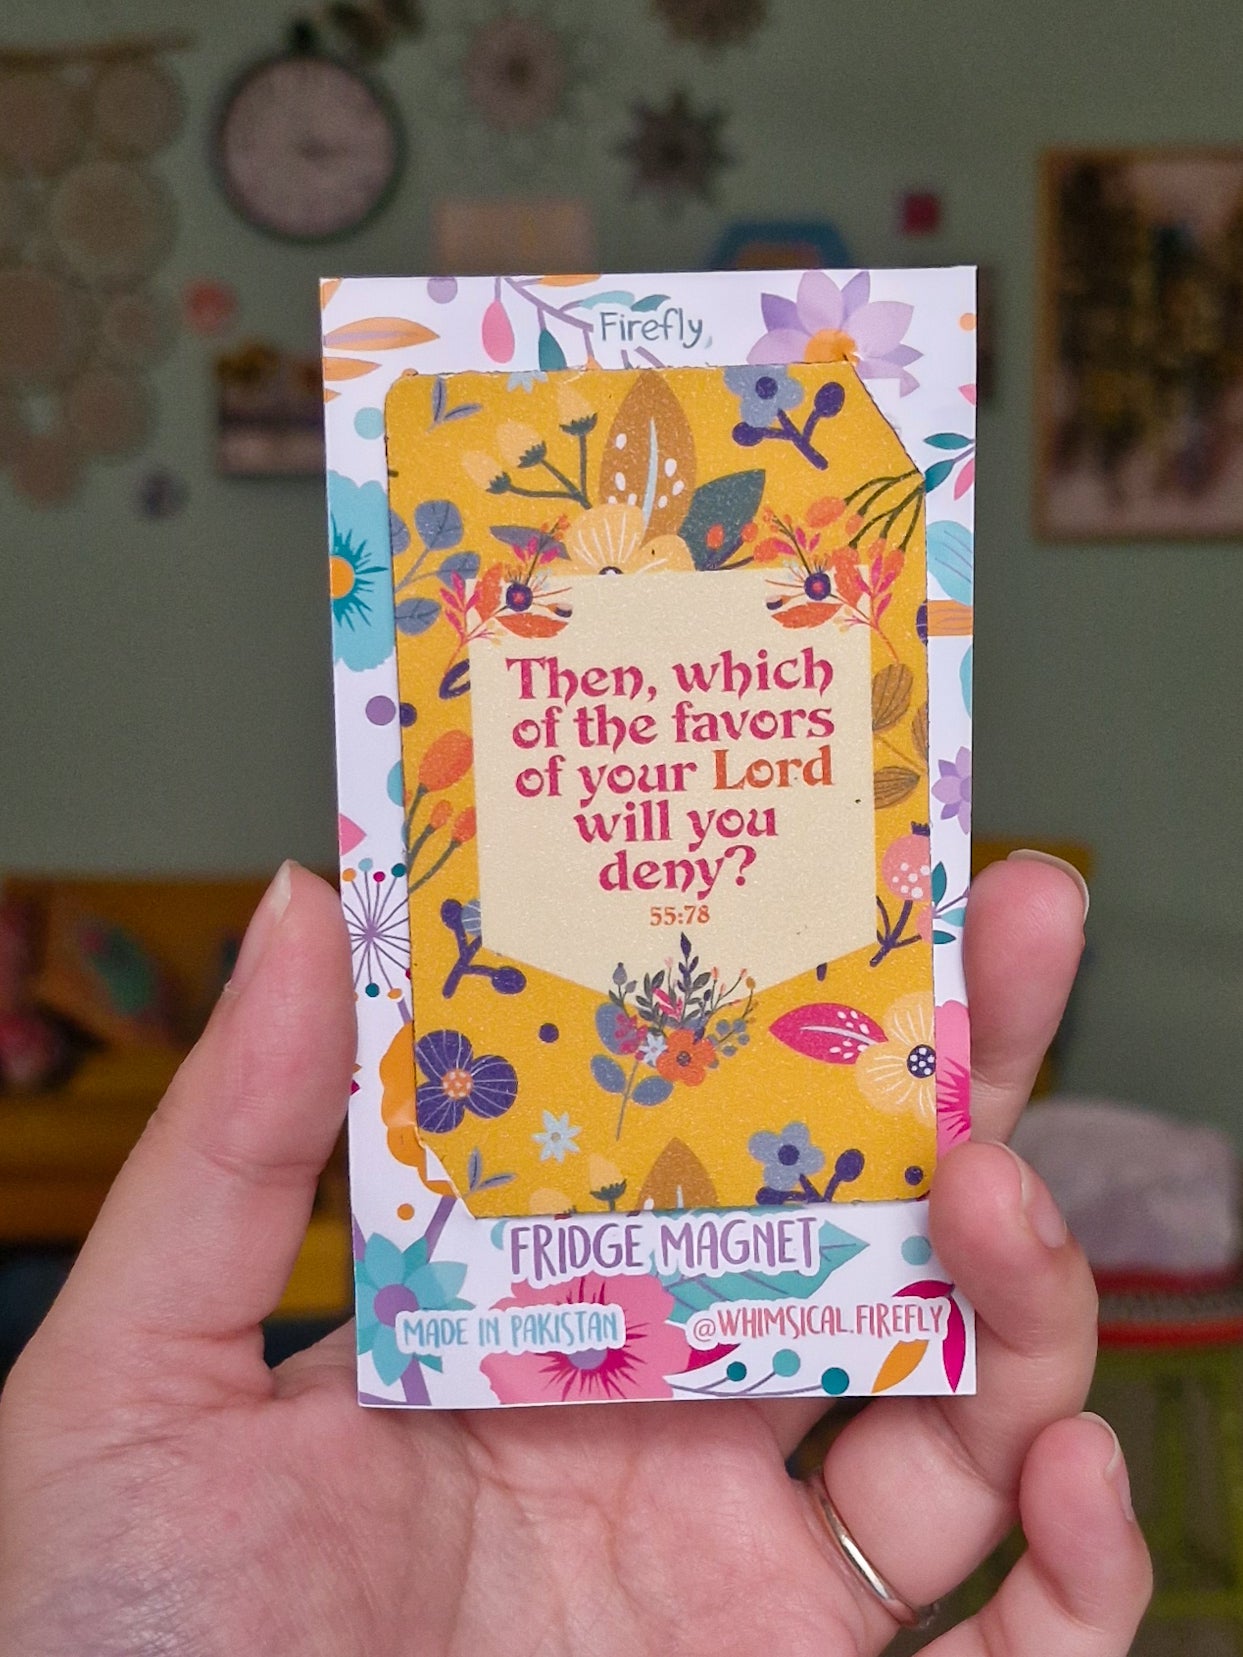 Firefly
Then, which
of the favors
of your Lord
will you
deny?
55:78
FRIDGE MAGNET
MADE IN PAKISTAN
@WHIMSICAL.FIREFLY